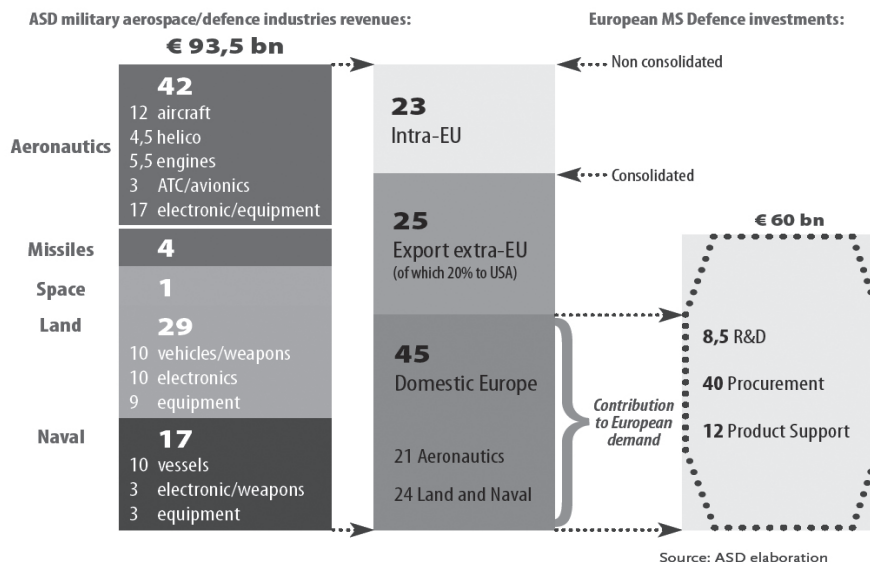 ASD military aerospace/defence industries revenues:
€ 93,5 bn
Aeronautics
42
12 aircraft
4,5 helico
5,5 engines
3 ATC/avionics
17 electronic/equipment
Missiles
4
Space
1
Land
29
10 vehicles/weapons
10 electronics
9 equipment
Naval
17
10 vessels
3 electronic/weapons
3 equipment
23
Intra-EU
25
Export extra-EU
(of which 20% to USA)
45
Domestic Europe
21 Aeronautics
24 Land and Naval
European MS Defence investments:
Non consolidated
Consolidated
Contribution
to European
demand
€ 60 bn
8,5 R&D
40 Procurement
12 Product Support
Source: ASD elaboration